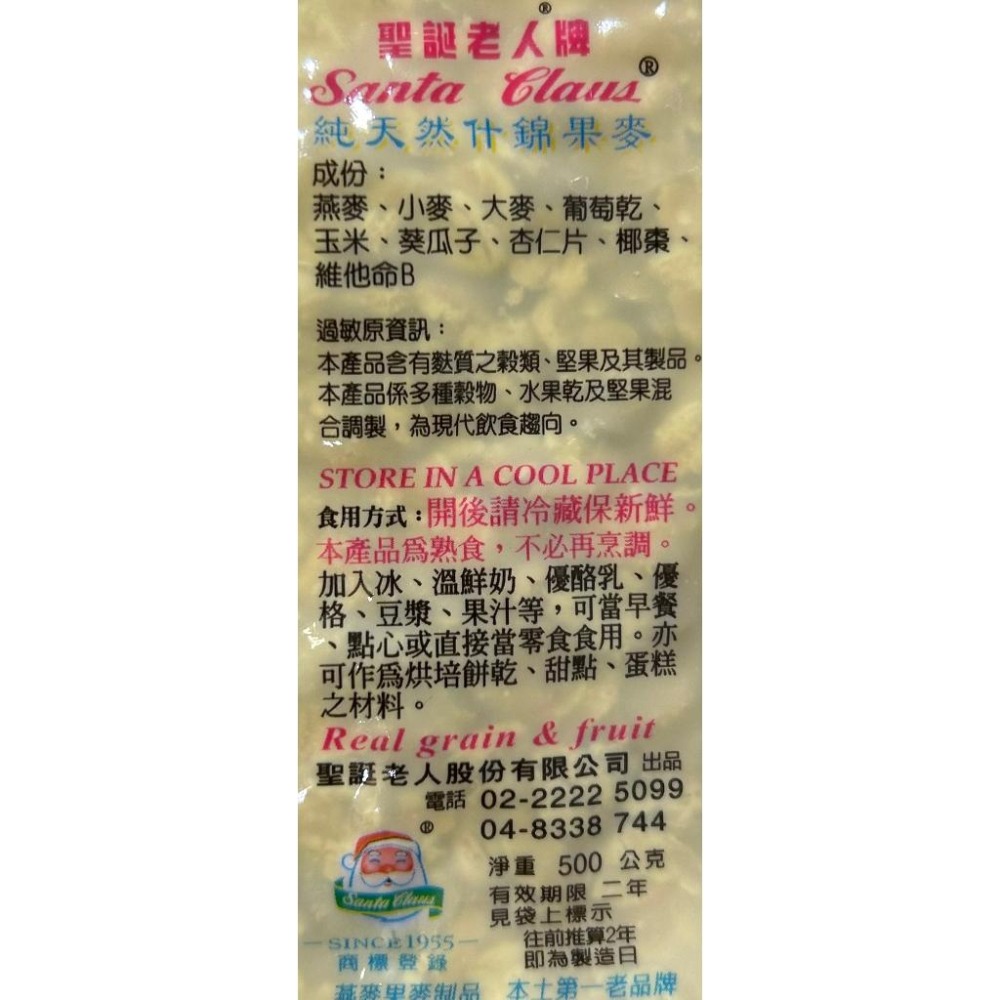 聖誕老人牌®
Santa Claus®
純天然什錦果麥
成份：
燕麥、小麥、大麥、葡萄乾、
玉米、葵瓜子、杏仁片、椰棗、
維他命B
過敏原資訊：
本產品含有麩質之穀類、堅果及其製品。
本產品係多種穀物、水果乾及堅果混
合調製，為現代飲食趨向。
STORE IN A COOL PLACE
食用方式：開後請冷藏保新鮮。
本產品為熟食，不必再烹調。
加入冰、溫鮮奶、優酪乳、優
格、豆漿、果汁等，可當早餐
、點心或直接當零食食用。亦
可作為烘培餅乾、甜點、蛋糕
之材料。
Real grain & fruit
聖誕老人股份有限公司 出品
電話 02-2222 5099
04-8338 744
®
Santa Claus
淨重 500 公克
有效期限 二年
見袋上標示
往前推算2年
即為製造日
SINCE 1955
商標登錄
燕麥果麥制品 本土第一老品牌